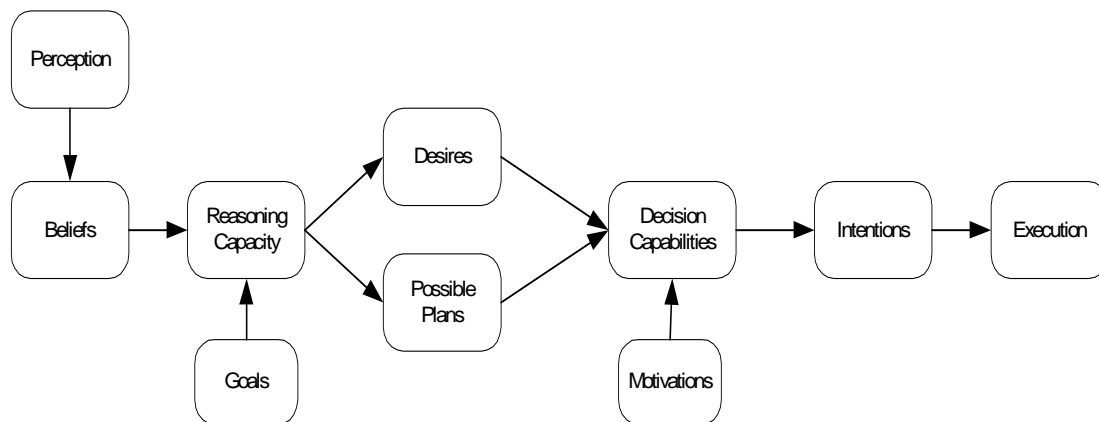 Perception
Beliefs
Reasoning
Capacity
Goals
Desires
Possible
Plans
Decision
Capabilities
Motivations
Intentions
Execution